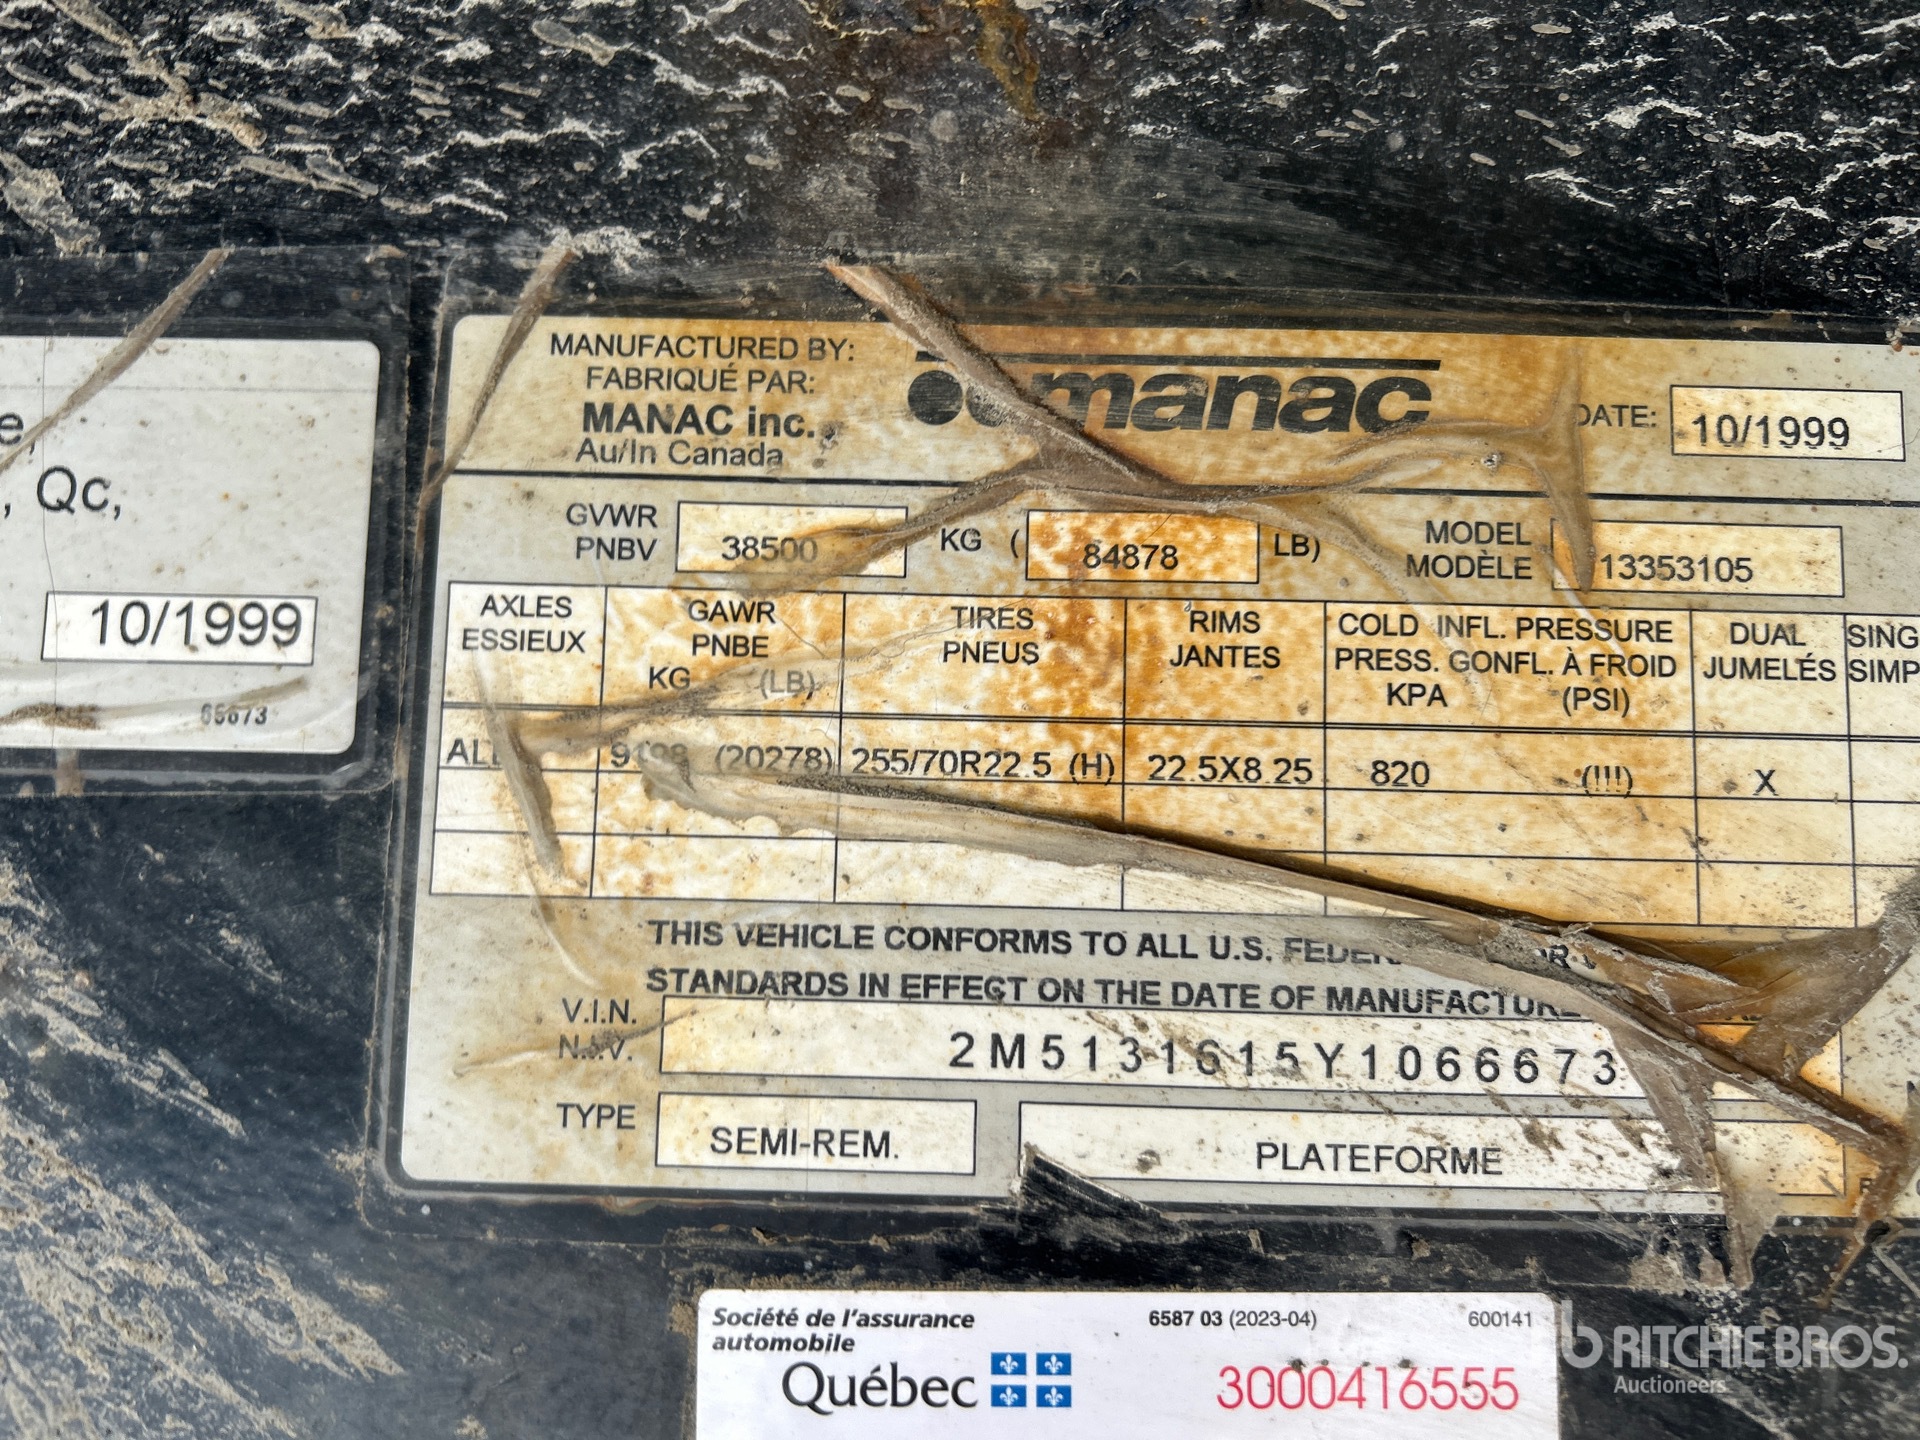 MANUFACTURED BY:
FABRIQUÉ PAR:
MANAC inc.
Au/In Canada
manac
DATE: 10/1999
GVWR
PNBV
38500 KG ( 84878 LB)
MODEL
MODÈLE
13353105
AXLES
ESSIEUX
GAWR
PNBE
KG (LB)
TIRES
PNEUS
RIMS
JANTES
COLD INFL. PRESSURE
PRESS. GONFL. À FROID
KPA (PSI)
DUAL
JUMELÉS
SING
SIMP
(20278) 255/70R22.5 (H) 22.5X8.25 820 (!!!) X
THIS VEHICLE CONFORMS TO ALL U.S.
STANDARDS IN EFFECT ON THE DATE OF MANUFACTURE
V.I.N.
N.I.V.
2M5131615Y1066673
TYPE SEMI-REM. PLATEFORME
e,
, Qc,
10/1999
65673
Société de l'assurance
automobile
Québec
6587 03 (2023-04) 600141
3000416555
RITCHIE BROS.
Auctioneers